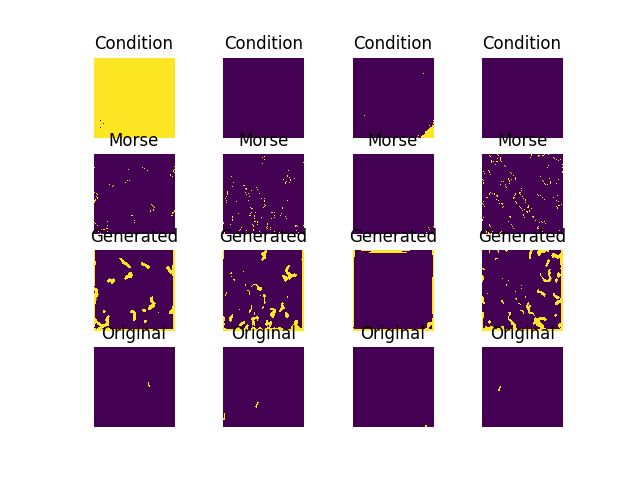 Condition Condition Condition Condition
Morse Morse Morse Morse
Generated Generated Generated Generated
Original Original Original Original